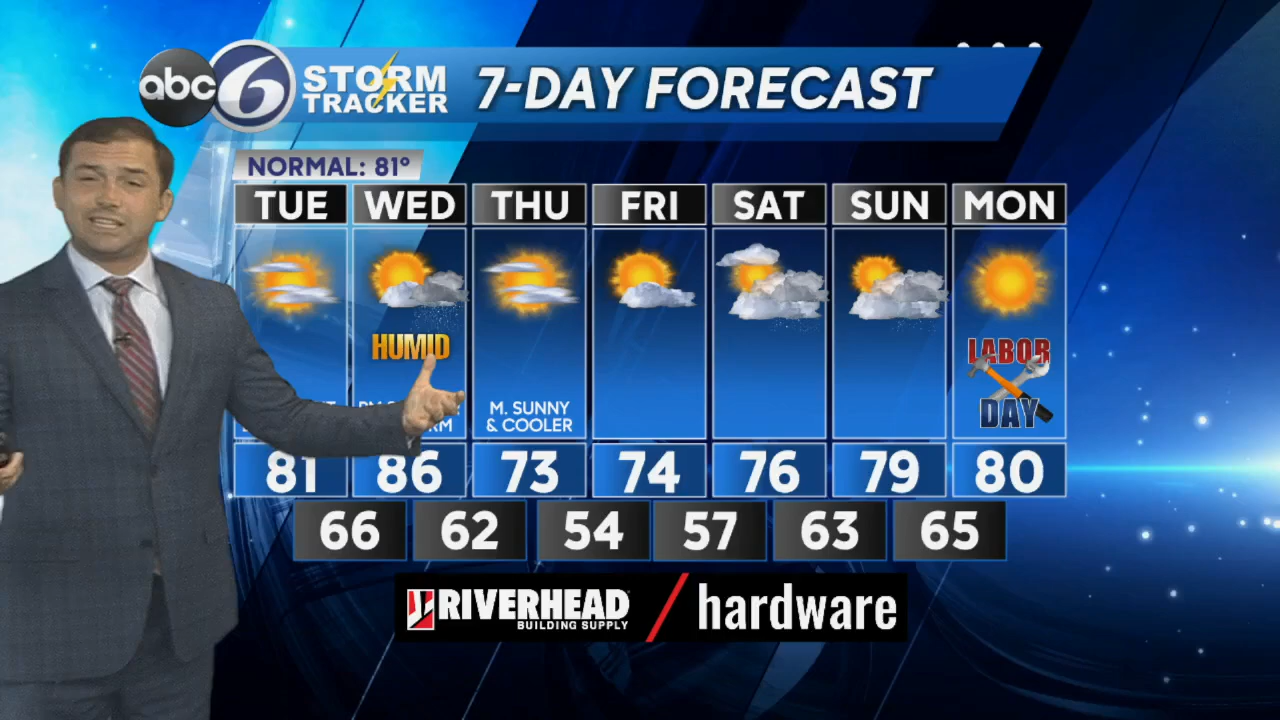 abc 6 STORM TRACKER 7-DAY FORECAST
NORMAL: 81°
TUE WED THU FRI SAT SUN MON
HUMID
LABOR
DAY
M. SUNNY
& COOLER
81 86 73 74 76 79 80
66 62 54 57 63 65
RIVERHEAD
BUILDING SUPPLY
hardware